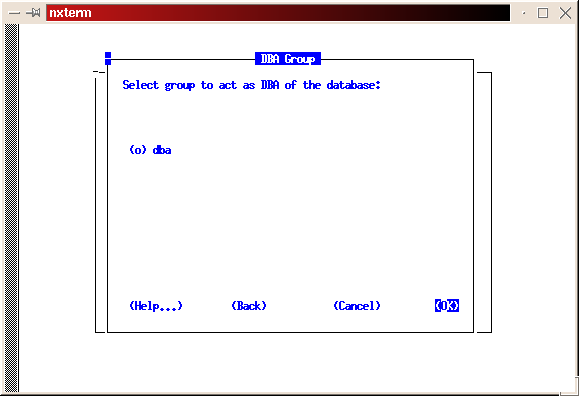 nxterm
DBA Group
Select group to act as DBA of the database:
(o) dba
(Help...) (Back) (Cancel) (OK)